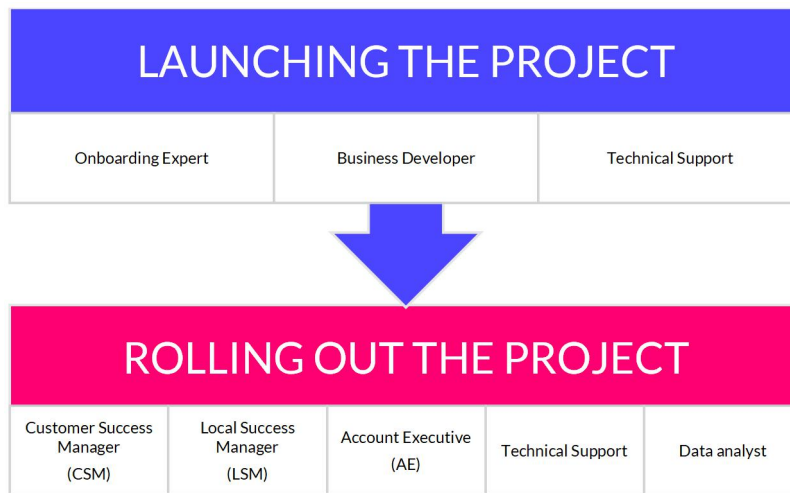 LAUNCHING THE PROJECT
Onboarding Expert
Business Developer
Technical Support
ROLLING OUT THE PROJECT
Customer Success
Manager
(CSM)
Local Success
Manager
(LSM)
Account Executive
(AE)
Technical Support
Data analyst